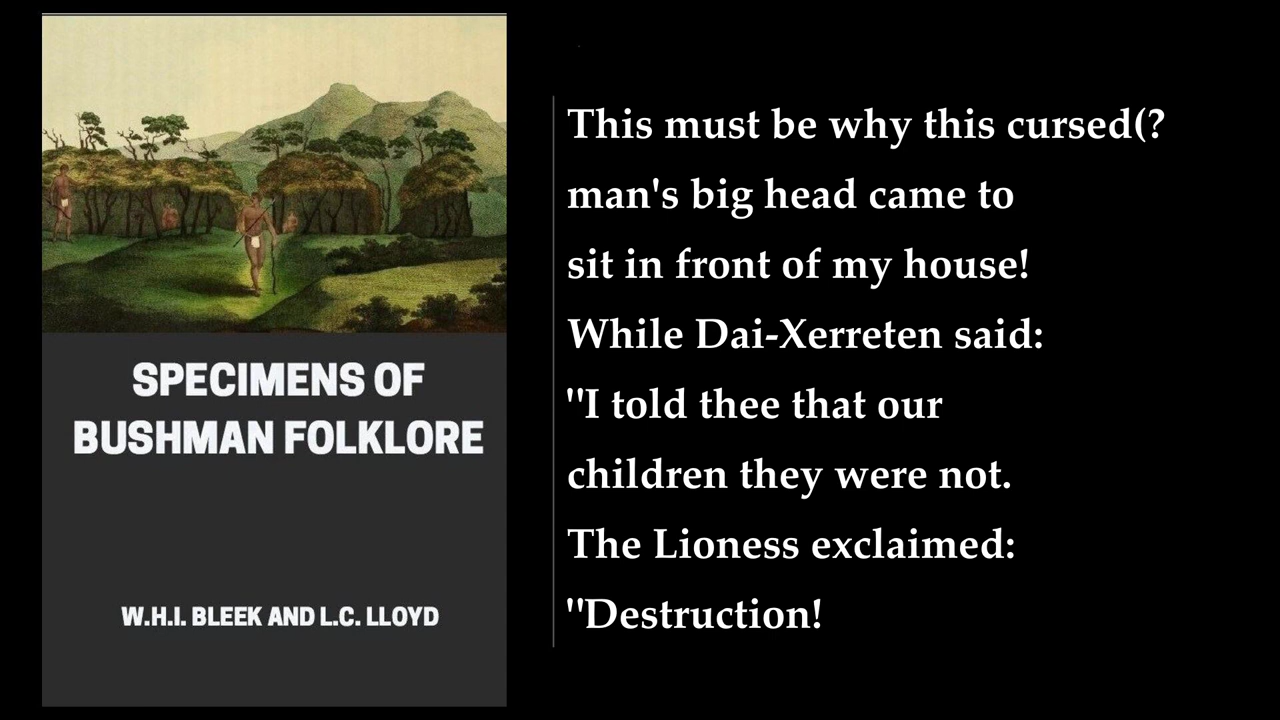 SPECIMENS OF
BUSHMAN FOLKLORE
W.H.I. BLEEK AND L.C. LLOYD
This must be why this cursed(?
man's big head came to
sit in front of my house!
While Dai-Xerreten said:
"I told thee that our
children they were not.
The Lioness exclaimed:
"Destruction!